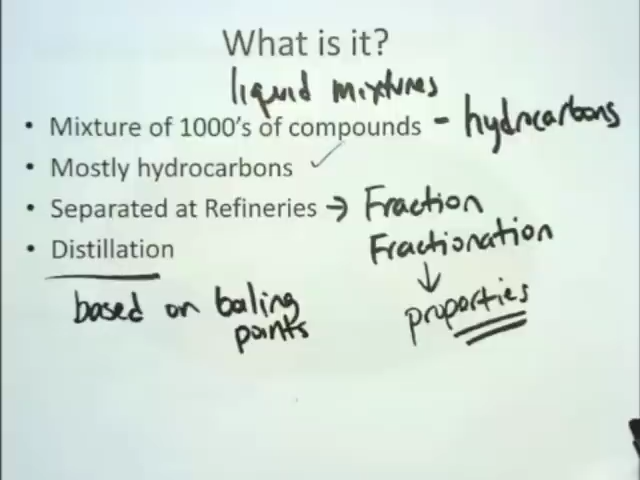 What is it?
liquid mixtures
• Mixture of 1000's of compounds - hydrocarbons
• Mostly hydrocarbons ✓
• Separated at Refineries → Fraction
Fractionation
• Distillation
↓
based on boiling
properties
points